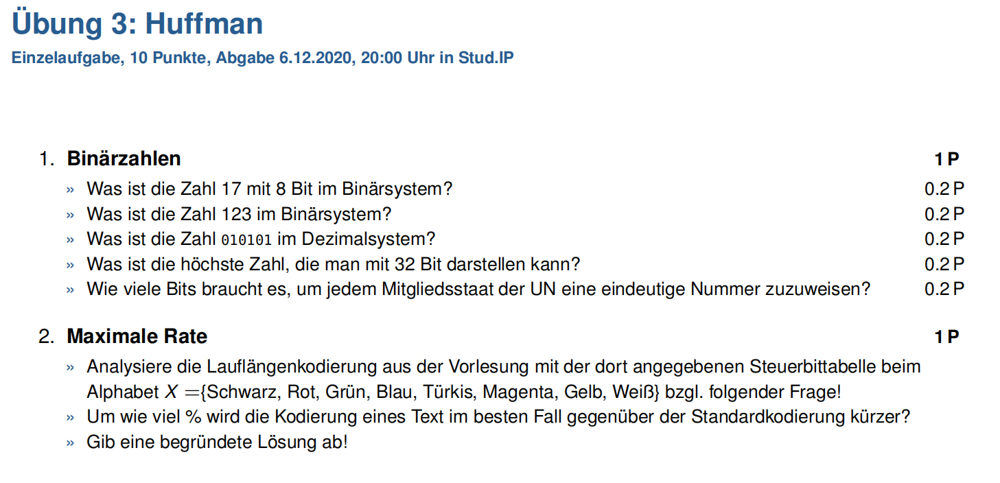 Übung 3: Huffman
Einzelaufgabe, 10 Punkte, Abgabe 6.12.2020, 20:00 Uhr in Stud.IP
1. Binärzahlen 1 P
» Was ist die Zahl 17 mit 8 Bit im Binärsystem? 0.2 P
» Was ist die Zahl 123 im Binärsystem? 0.2 P
» Was ist die Zahl 010101 im Dezimalsystem? 0.2 P
» Was ist die höchste Zahl, die man mit 32 Bit darstellen kann? 0.2 P
» Wie viele Bits braucht es, um jedem Mitgliedsstaat der UN eine eindeutige Nummer zuzuweisen? 0.2 P
2. Maximale Rate 1 P
» Analysiere die Lauflängenkodierung aus der Vorlesung mit der dort angegebenen Steuerbittabelle beim
Alphabet X ={Schwarz, Rot, Grün, Blau, Türkis, Magenta, Gelb, Weiß} bzgl. folgender Frage!
» Um wie viel % wird die Kodierung eines Text im besten Fall gegenüber der Standardkodierung kürzer?
» Gib eine begründete Lösung ab!